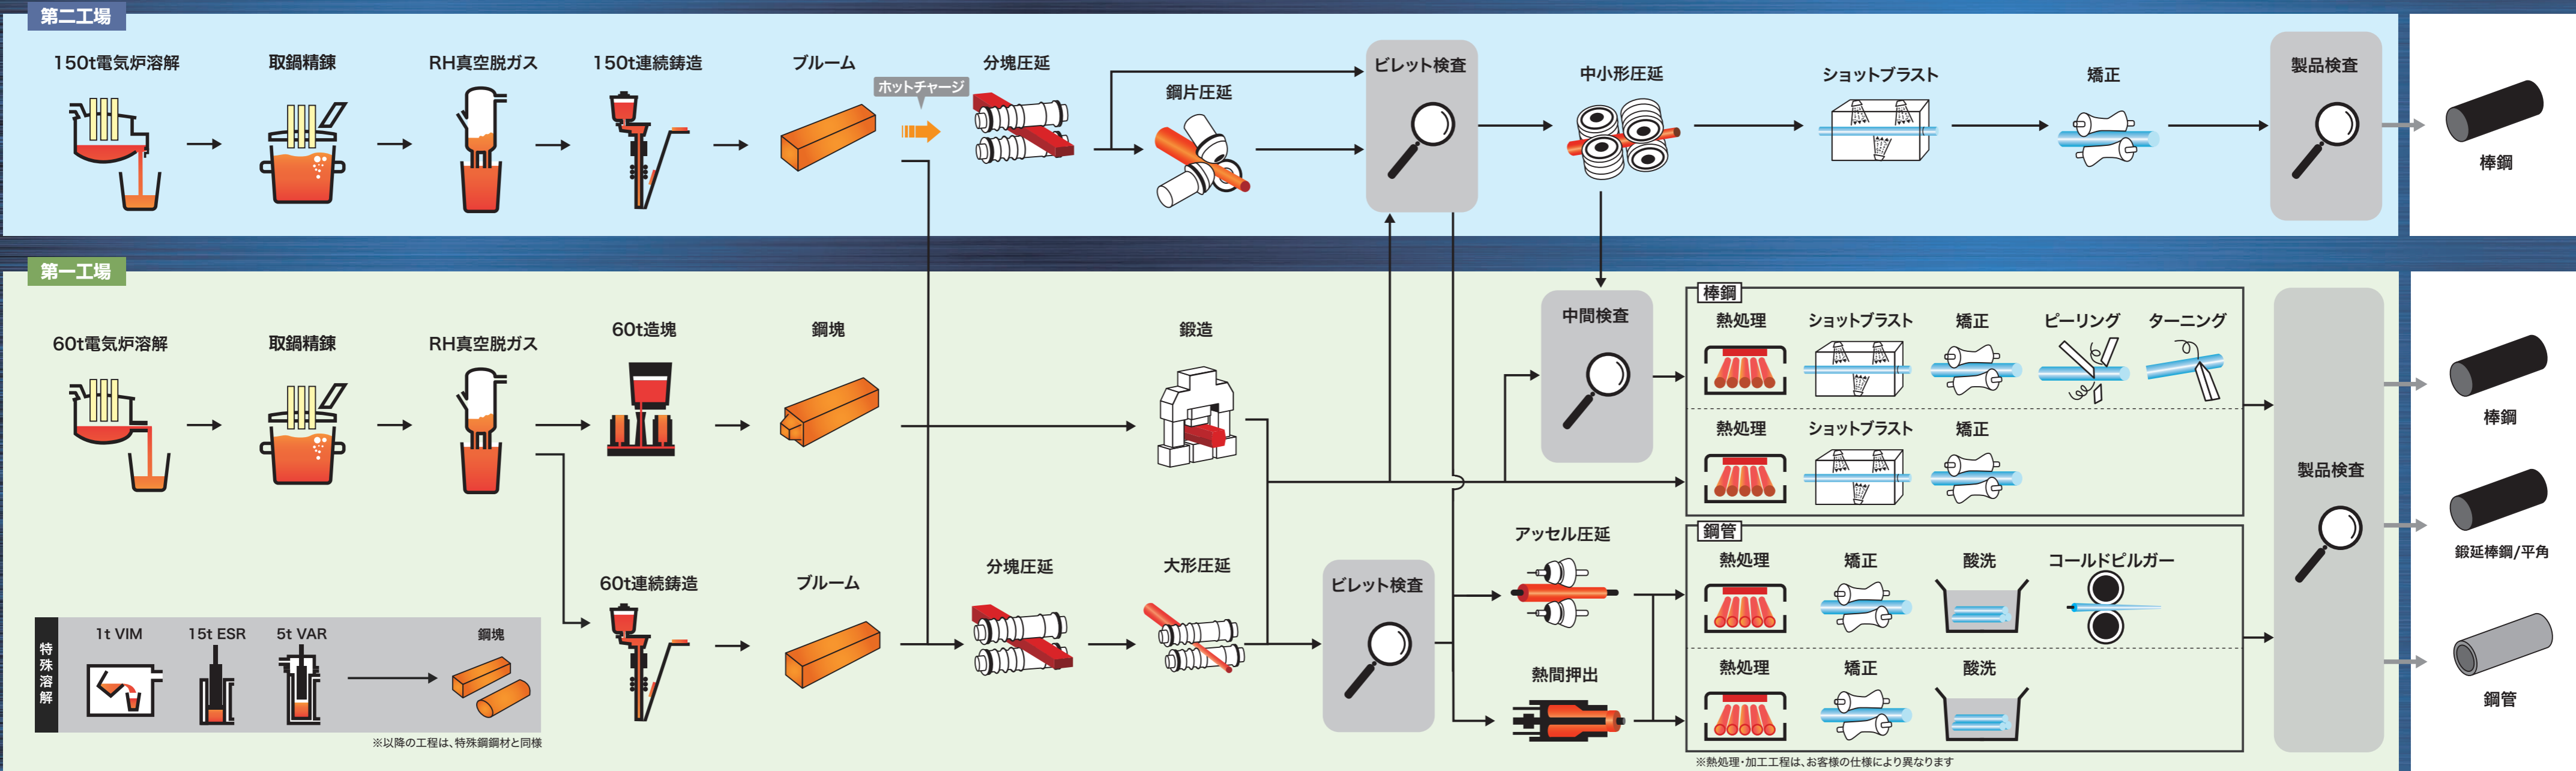 第二工場
150t電気炉溶解
取鍋精錬
RH真空脱ガス
150t連続鋳造
ブルーム
ホットチャージ
分塊圧延
鋼片圧延
ビレット検査
中小形圧延
ショットブラスト
矯正
製品検査
棒鋼
第一工場
60t電気炉溶解
取鍋精錬
RH真空脱ガス
60t造塊
鋼塊
鍛造
中間検査
棒鋼
熱処理
ショットブラスト
矯正
ピーリング
ターニング
熱処理
ショットブラスト
矯正
60t連続鋳造
ブルーム
分塊圧延
大形圧延
ビレット検査
アッセル圧延
熱間押出
鋼管
熱処理
矯正
酸洗
コールドピルガー
熱処理
矯正
酸洗
※熱処理・加工工程は、お客様の仕様により異なります
製品検査
棒鋼
鍛延棒鋼/平角
鋼管
特殊溶解
1t VIM
15t ESR
5t VAR
鋼塊
※以降の工程は、特殊鋼鋼材と同様